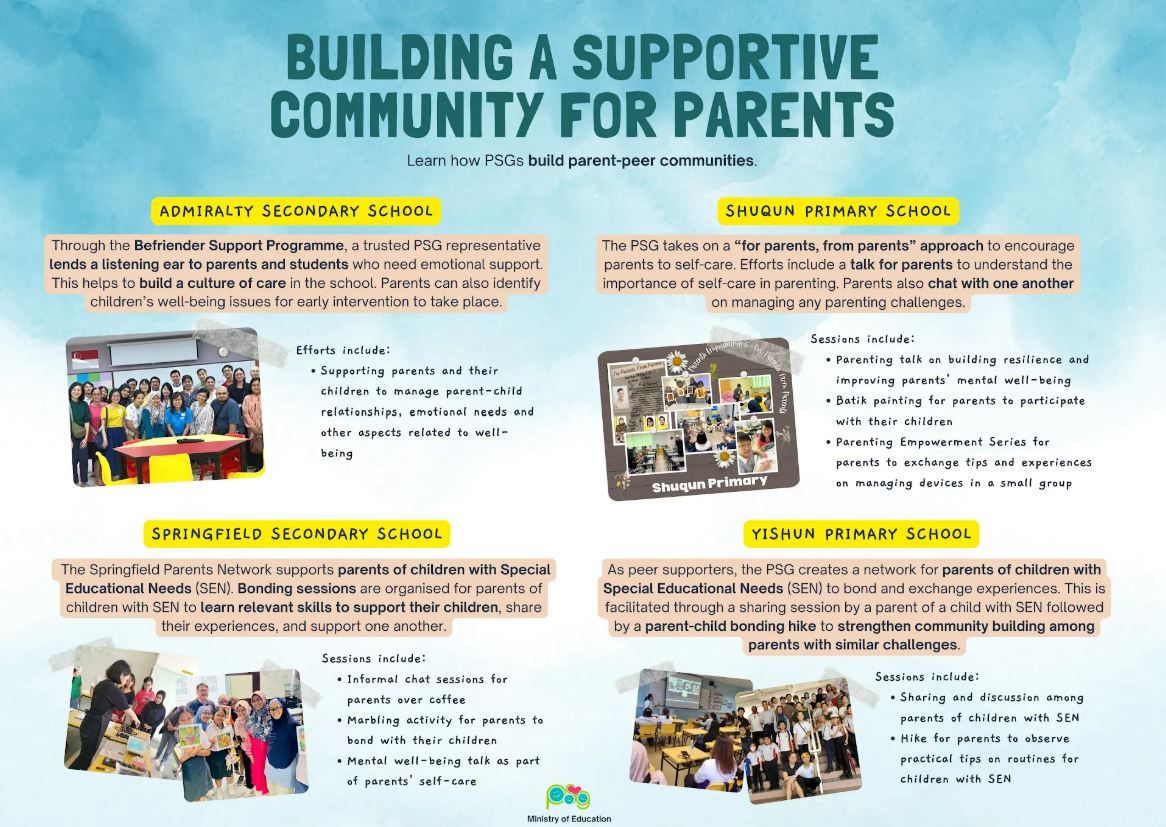 BUILDING A SUPPORTIVE
COMMUNITY FOR PARENTS
Learn how PSGs build parent-peer communities.
ADMIRALTY SECONDARY SCHOOL
Through the Befriender Support Programme, a trusted PSG representative
lends a listening ear to parents and students who need emotional support.
This helps to build a culture of care in the school. Parents can also identify
children's well-being issues for early intervention to take place.
Efforts include:
• Supporting parents and their
children to manage parent-child
relationships, emotional needs and
other aspects related to well-
being
SHUQUN PRIMARY SCHOOL
The PSG takes on a “for parents, from parents” approach to encourage
parents to self-care. Efforts include a talk for parents to understand the
importance of self-care in parenting. Parents also chat with one another
on managing any parenting challenges.
Shuqun Primary
Sessions include:
• Parenting talk on building resilience and
improving parents' mental well-being
• Batik painting for parents to participate
with their children
• Parenting Empowerment Series for
parents to exchange tips and experiences
on managing devices in a small group
SPRINGFIELD SECONDARY SCHOOL
The Springfield Parents Network supports parents of children with Special
Educational Needs (SEN). Bonding sessions are organised for parents of
children with SEN to learn relevant skills to support their children, share
their experiences, and support one another.
Sessions include:
• Informal chat sessions for
parents over coffee
• Marbling activity for parents to
bond with their children
• Mental well-being talk as part
of parents' self-care
YISHUN PRIMARY SCHOOL
As peer supporters, the PSG creates a network for parents of children with
Special Educational Needs (SEN) to bond and exchange experiences. This is
facilitated through a sharing session by a parent of a child with SEN followed
by a parent-child bonding hike to strengthen community building among
parents with similar challenges.
Sessions include:
• Sharing and discussion among
parents of children with SEN
• Hike for parents to observe
practical tips on routines for
children with SEN
Ministry of Education